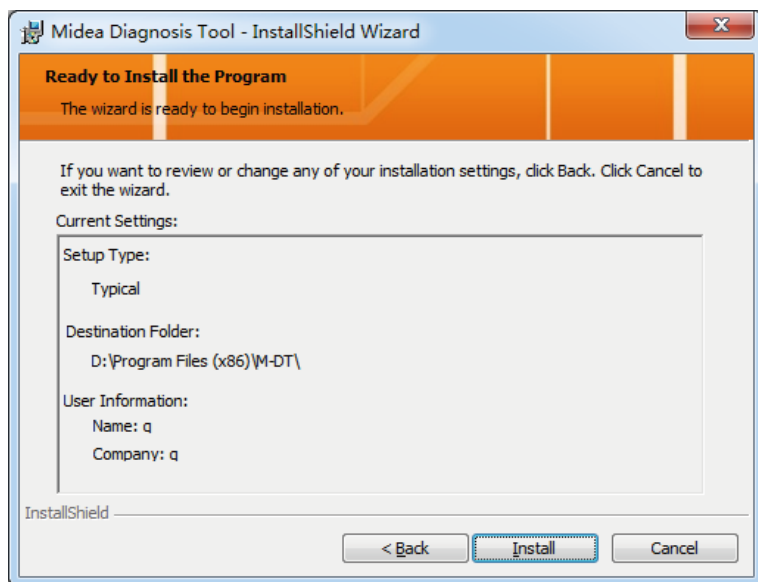 Midea Diagnosis Tool - InstallShield Wizard
Ready to Install the Program
The wizard is ready to begin installation.
If you want to review or change any of your installation settings, click Back. Click Cancel to
exit the wizard.
Current Settings:
Setup Type:
Typical
Destination Folder:
D:\Program Files (x86)\M-DT\
User Information:
Name: q
Company: q
InstallShield
< Back
Install
Cancel